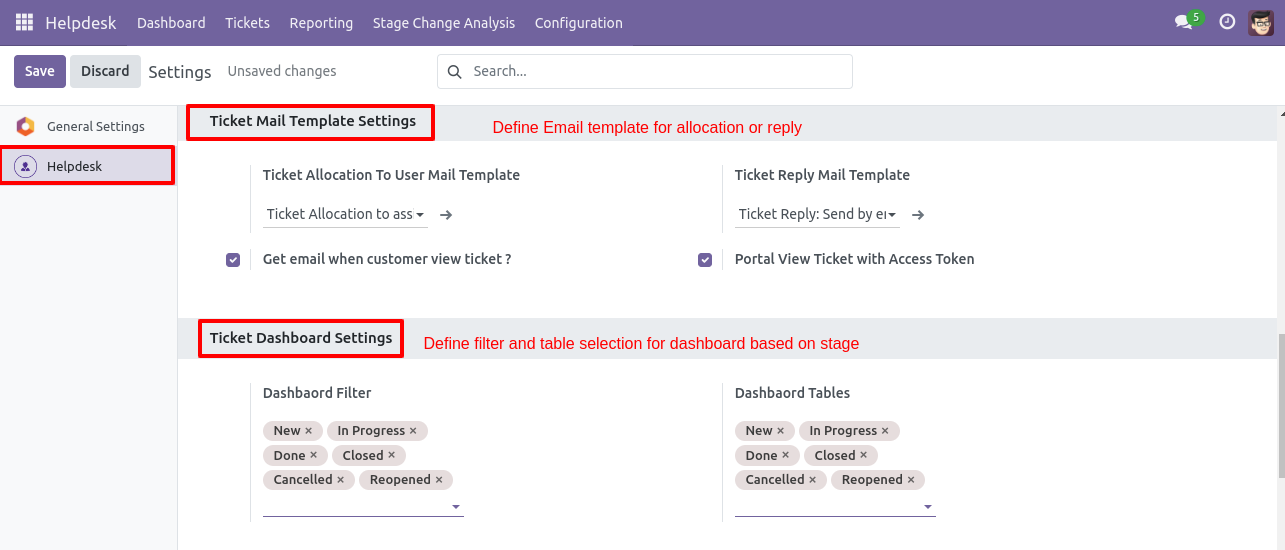 Helpdesk Dashboard Tickets Reporting Stage Change Analysis Configuration 5
Save Discard Settings Unsaved changes Search...
General Settings
Helpdesk
Ticket Mail Template Settings Define Email template for allocation or reply
Ticket Allocation To User Mail Template Ticket Reply Mail Template
Ticket Allocation to ass Ticket Reply: Send by
Get email when customer view ticket ? Portal View Ticket with Access Token
Ticket Dashboard Settings Define filter and table selection for dashboard based on stage
Dashbaord Filter Dashbaord Tables
New × In Progress × New × In Progress ×
Done × Closed × Done × Closed ×
Cancelled × Reopened × Cancelled × Reopened ×